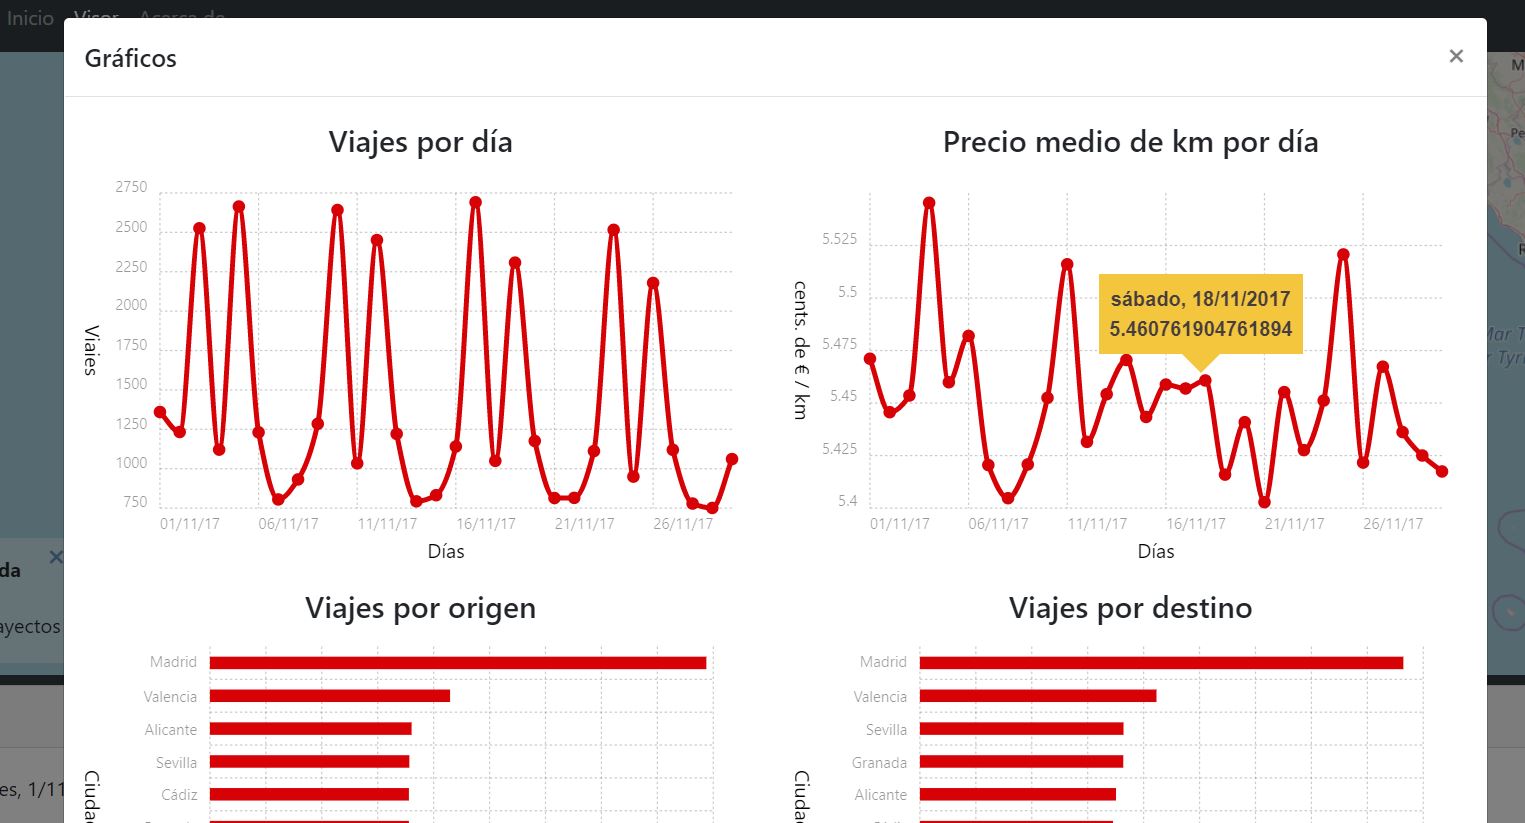 Inicio Visor Acerca de
Gráficos
×
Viajes por día
2750
2500
2250
2000
1750
1500
1250
1000
750
Viajes
01/11/17 06/11/17 11/11/17 16/11/17 21/11/17 26/11/17
Días
Precio medio de km por día
5.525
5.5
5.475
5.45
5.425
5.4
cents. de € / km
sábado, 18/11/2017
5.460761904761894
01/11/17 06/11/17 11/11/17 16/11/17 21/11/17 26/11/17
Días
Viajes por origen
Madrid
Valencia
Alicante
Sevilla
Cádiz
Ciudad
Viajes por destino
Madrid
Valencia
Sevilla
Granada
Alicante
Ciudad
da
ayectos
es, 1/11
Mar T
r Tyrr